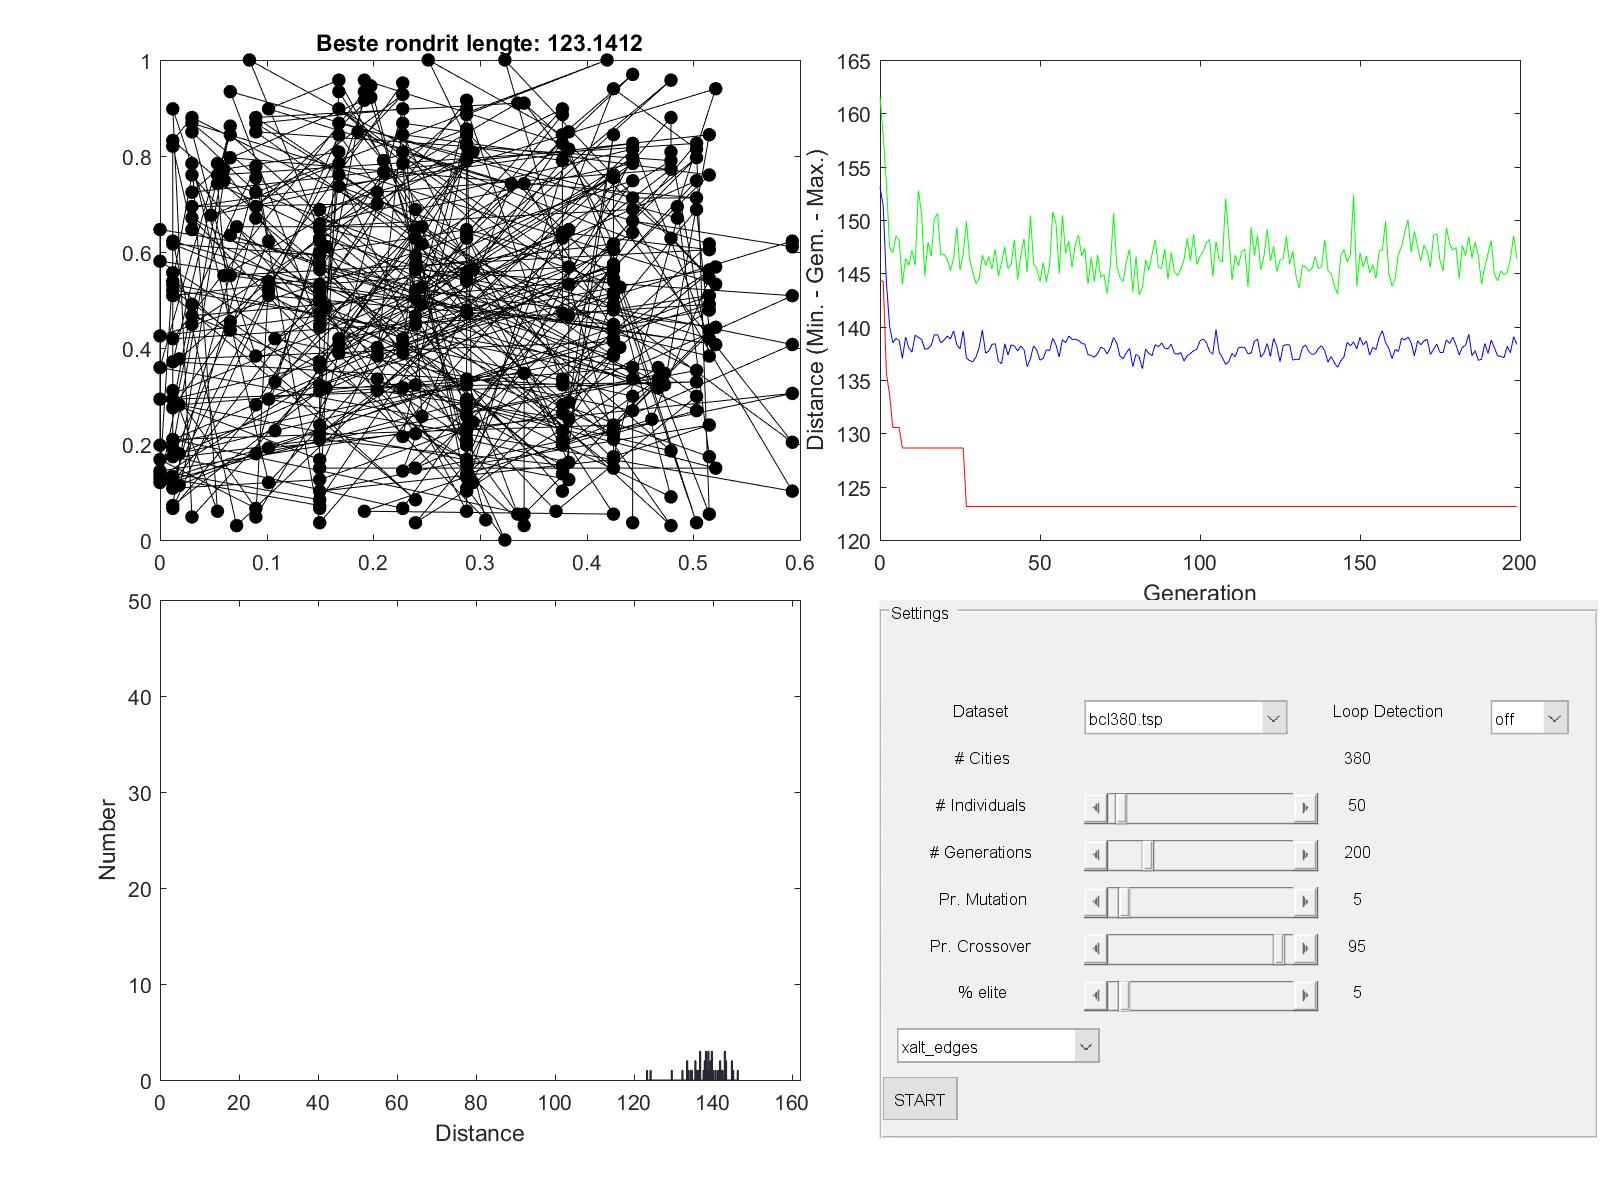 Beste rondrit lengte: 123.1412
1
0.8
0.6
0.4
0.2
0
0 0.1 0.2 0.3 0.4 0.5 0.6
Distance (Min. - Gem. - Max.)
165
160
155
150
145
140
135
130
125
120
0 50 100 150 200
Generation
Number
50
40
30
20
10
0
0 20 40 60 80 100 120 140 160
Distance
Settings
Dataset bcl380.tsp Loop Detection off
# Cities 380
# Individuals 50
# Generations 200
Pr. Mutation 5
Pr. Crossover 95
% elite 5
xalt_edges
START